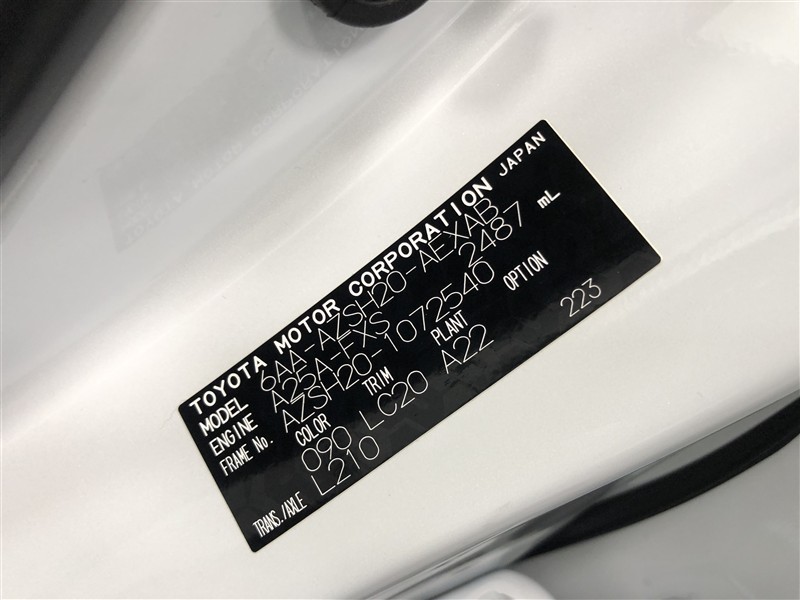 TOYOTA MOTOR CORPORATION JAPAN
MODEL 6AA-AZSH20-AEXAB
ENGINE A25A-FXS 2487 mL
FRAME No. AZSH20-1072540
COLOR TRIM PLANT OPTION
090 LC20 A22 223
TRANS./AXLE L210